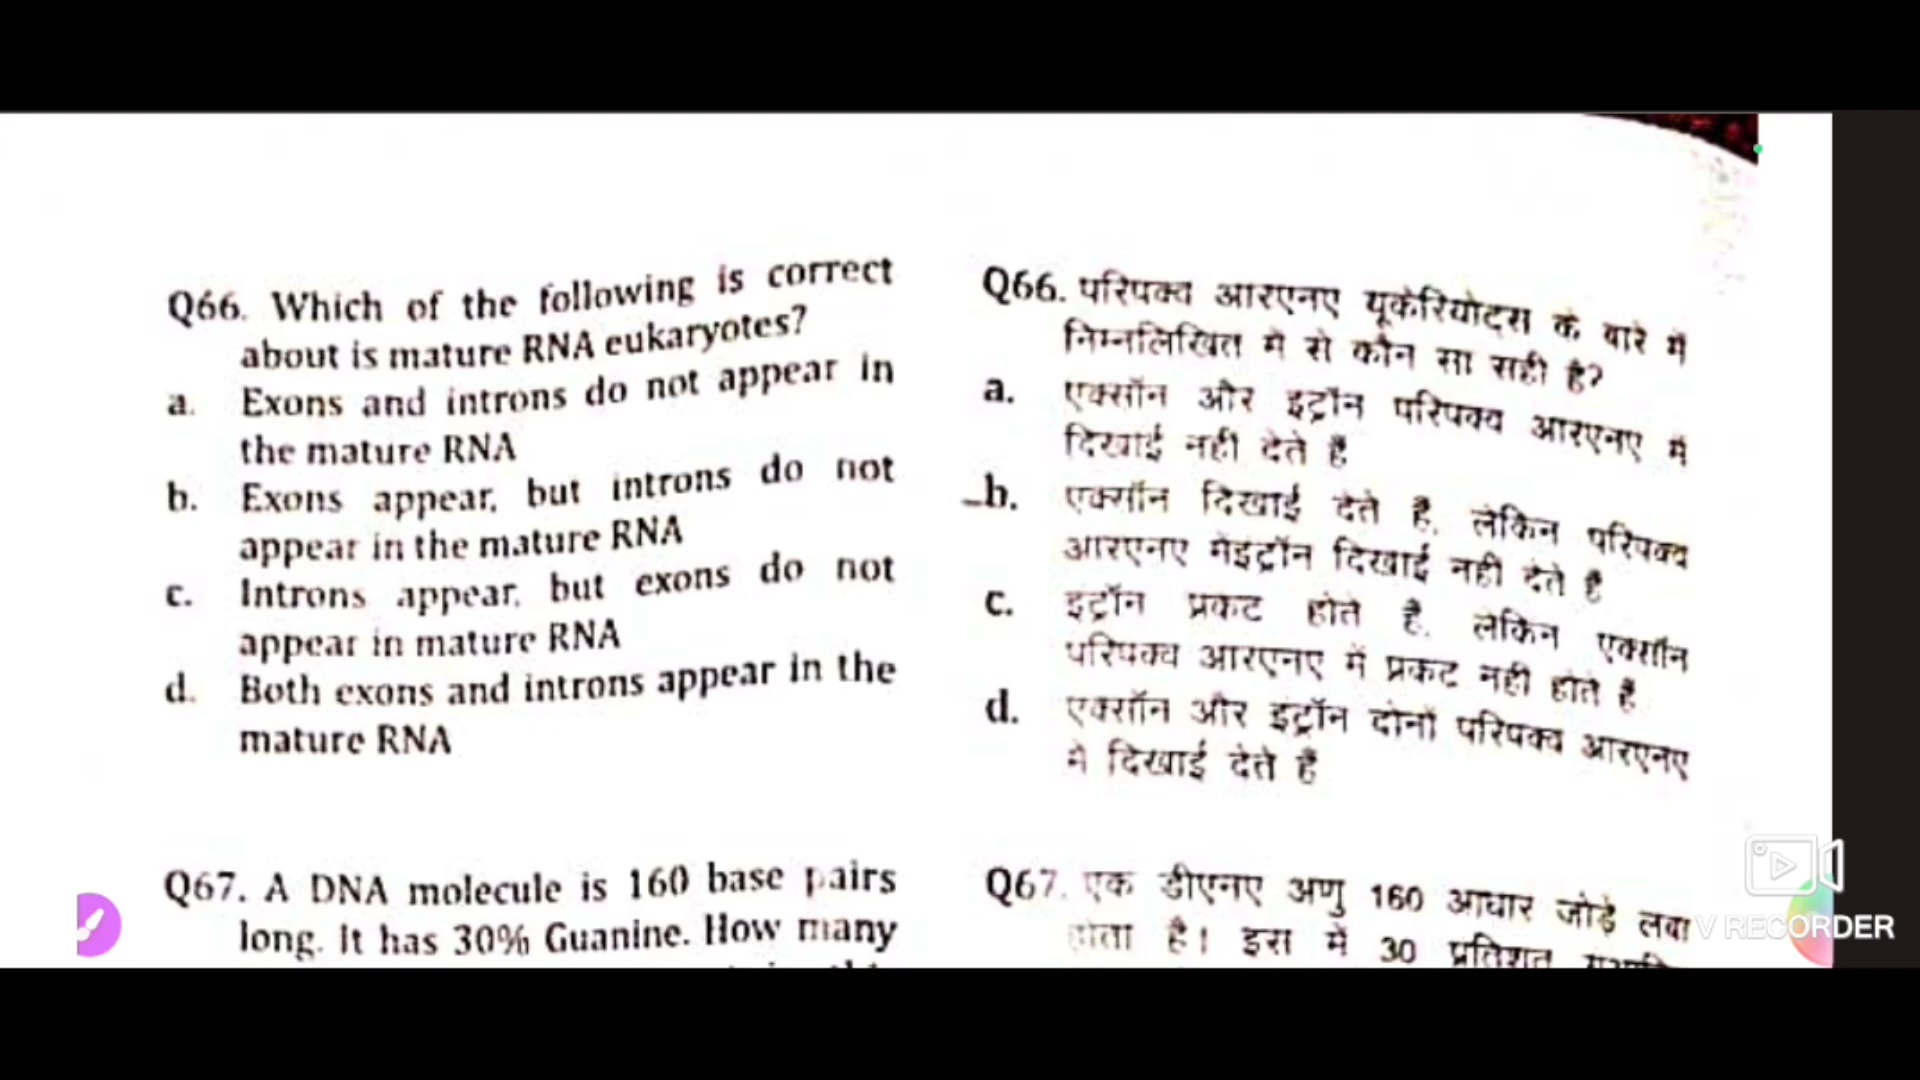 Q66. Which of the following is correct
about is mature RNA eukaryotes?
a. Exons and introns do not appear in
the mature RNA
b. Exons appear, but introns do not
appear in the mature RNA
c. Introns appear, but exons do not
appear in mature RNA
d. Both exons and introns appear in the
mature RNA
Q67. A DNA molecule is 160 base pairs
long. It has 30% Guanine. How many
Q66. परिपक्व आरएनए यूकेरियोट्स के बारे में
निम्नलिखित में से कौन सा सही है?
a. एक्सॉन और इट्रॉन परिपक्व आरएनए में
दिखाई नही देते है
b. एक्सॉन दिखाई देते है, लेकिन परिपक्व
आरएनए मेइट्रॉन दिखाई नही देते है
c. इट्रॉन प्रकट होते है, लेकिन एक्सॉन
परिपक्व आरएनए में प्रकट नही होते है
d. एक्सॉन और इंट्रॉन दोनों परिपक्व आरएनए
मे दिखाई देते हैं
Q67. एक डीएनए अणु 160 आधार जोड़े लंबा
होता है। इस में 30 प्रतिशत
V RECORDER